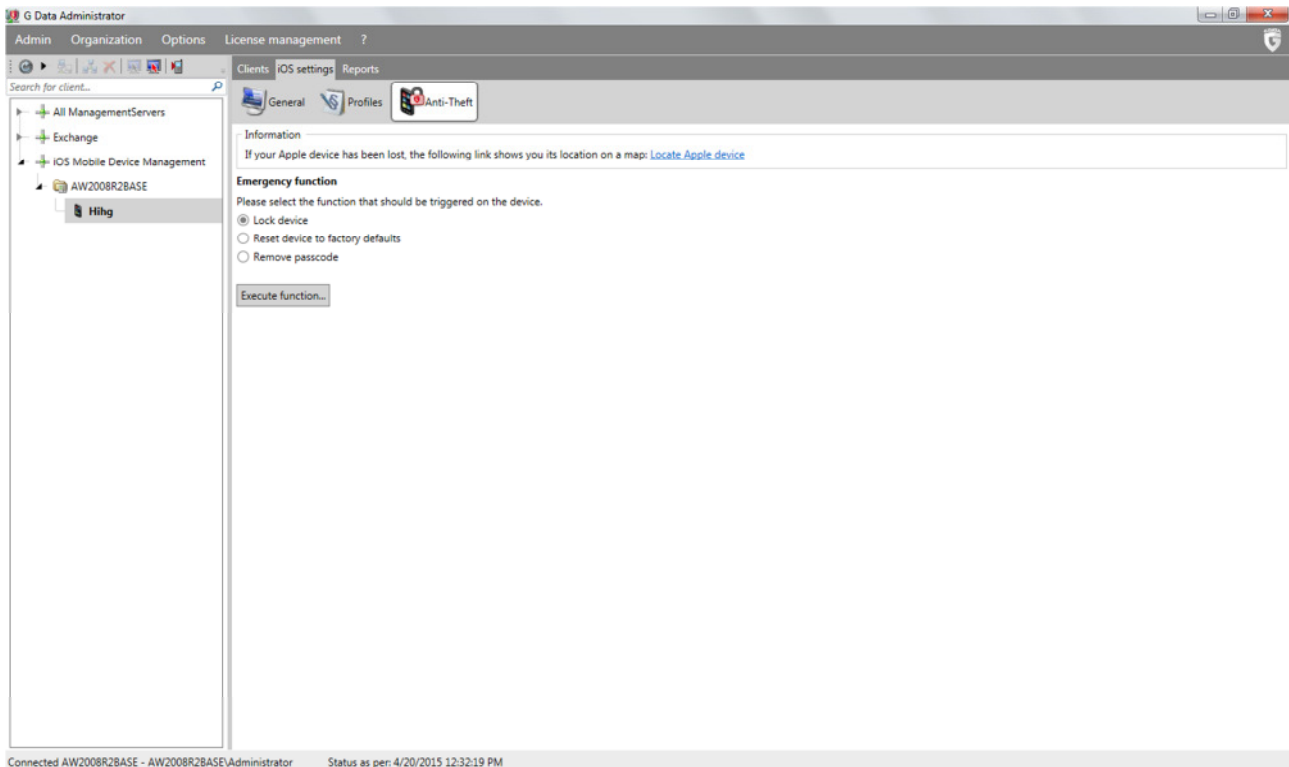 G Data Administrator
Admin Organization Options License management ?
Clients iOS settings Reports
Search for client...
General Profiles Anti-Theft
All ManagementServers
Exchange
iOS Mobile Device Management
AW2008R2BASE
Hihg
Information
If your Apple device has been lost, the following link shows you its location on a map: Locate Apple device
Emergency function
Please select the function that should be triggered on the device.
Lock device
Reset device to factory defaults
Remove passcode
Execute function...
Connected AW2008R2BASE - AW2008R2BASE\Administrator Status as per: 4/20/2015 12:32:19 PM